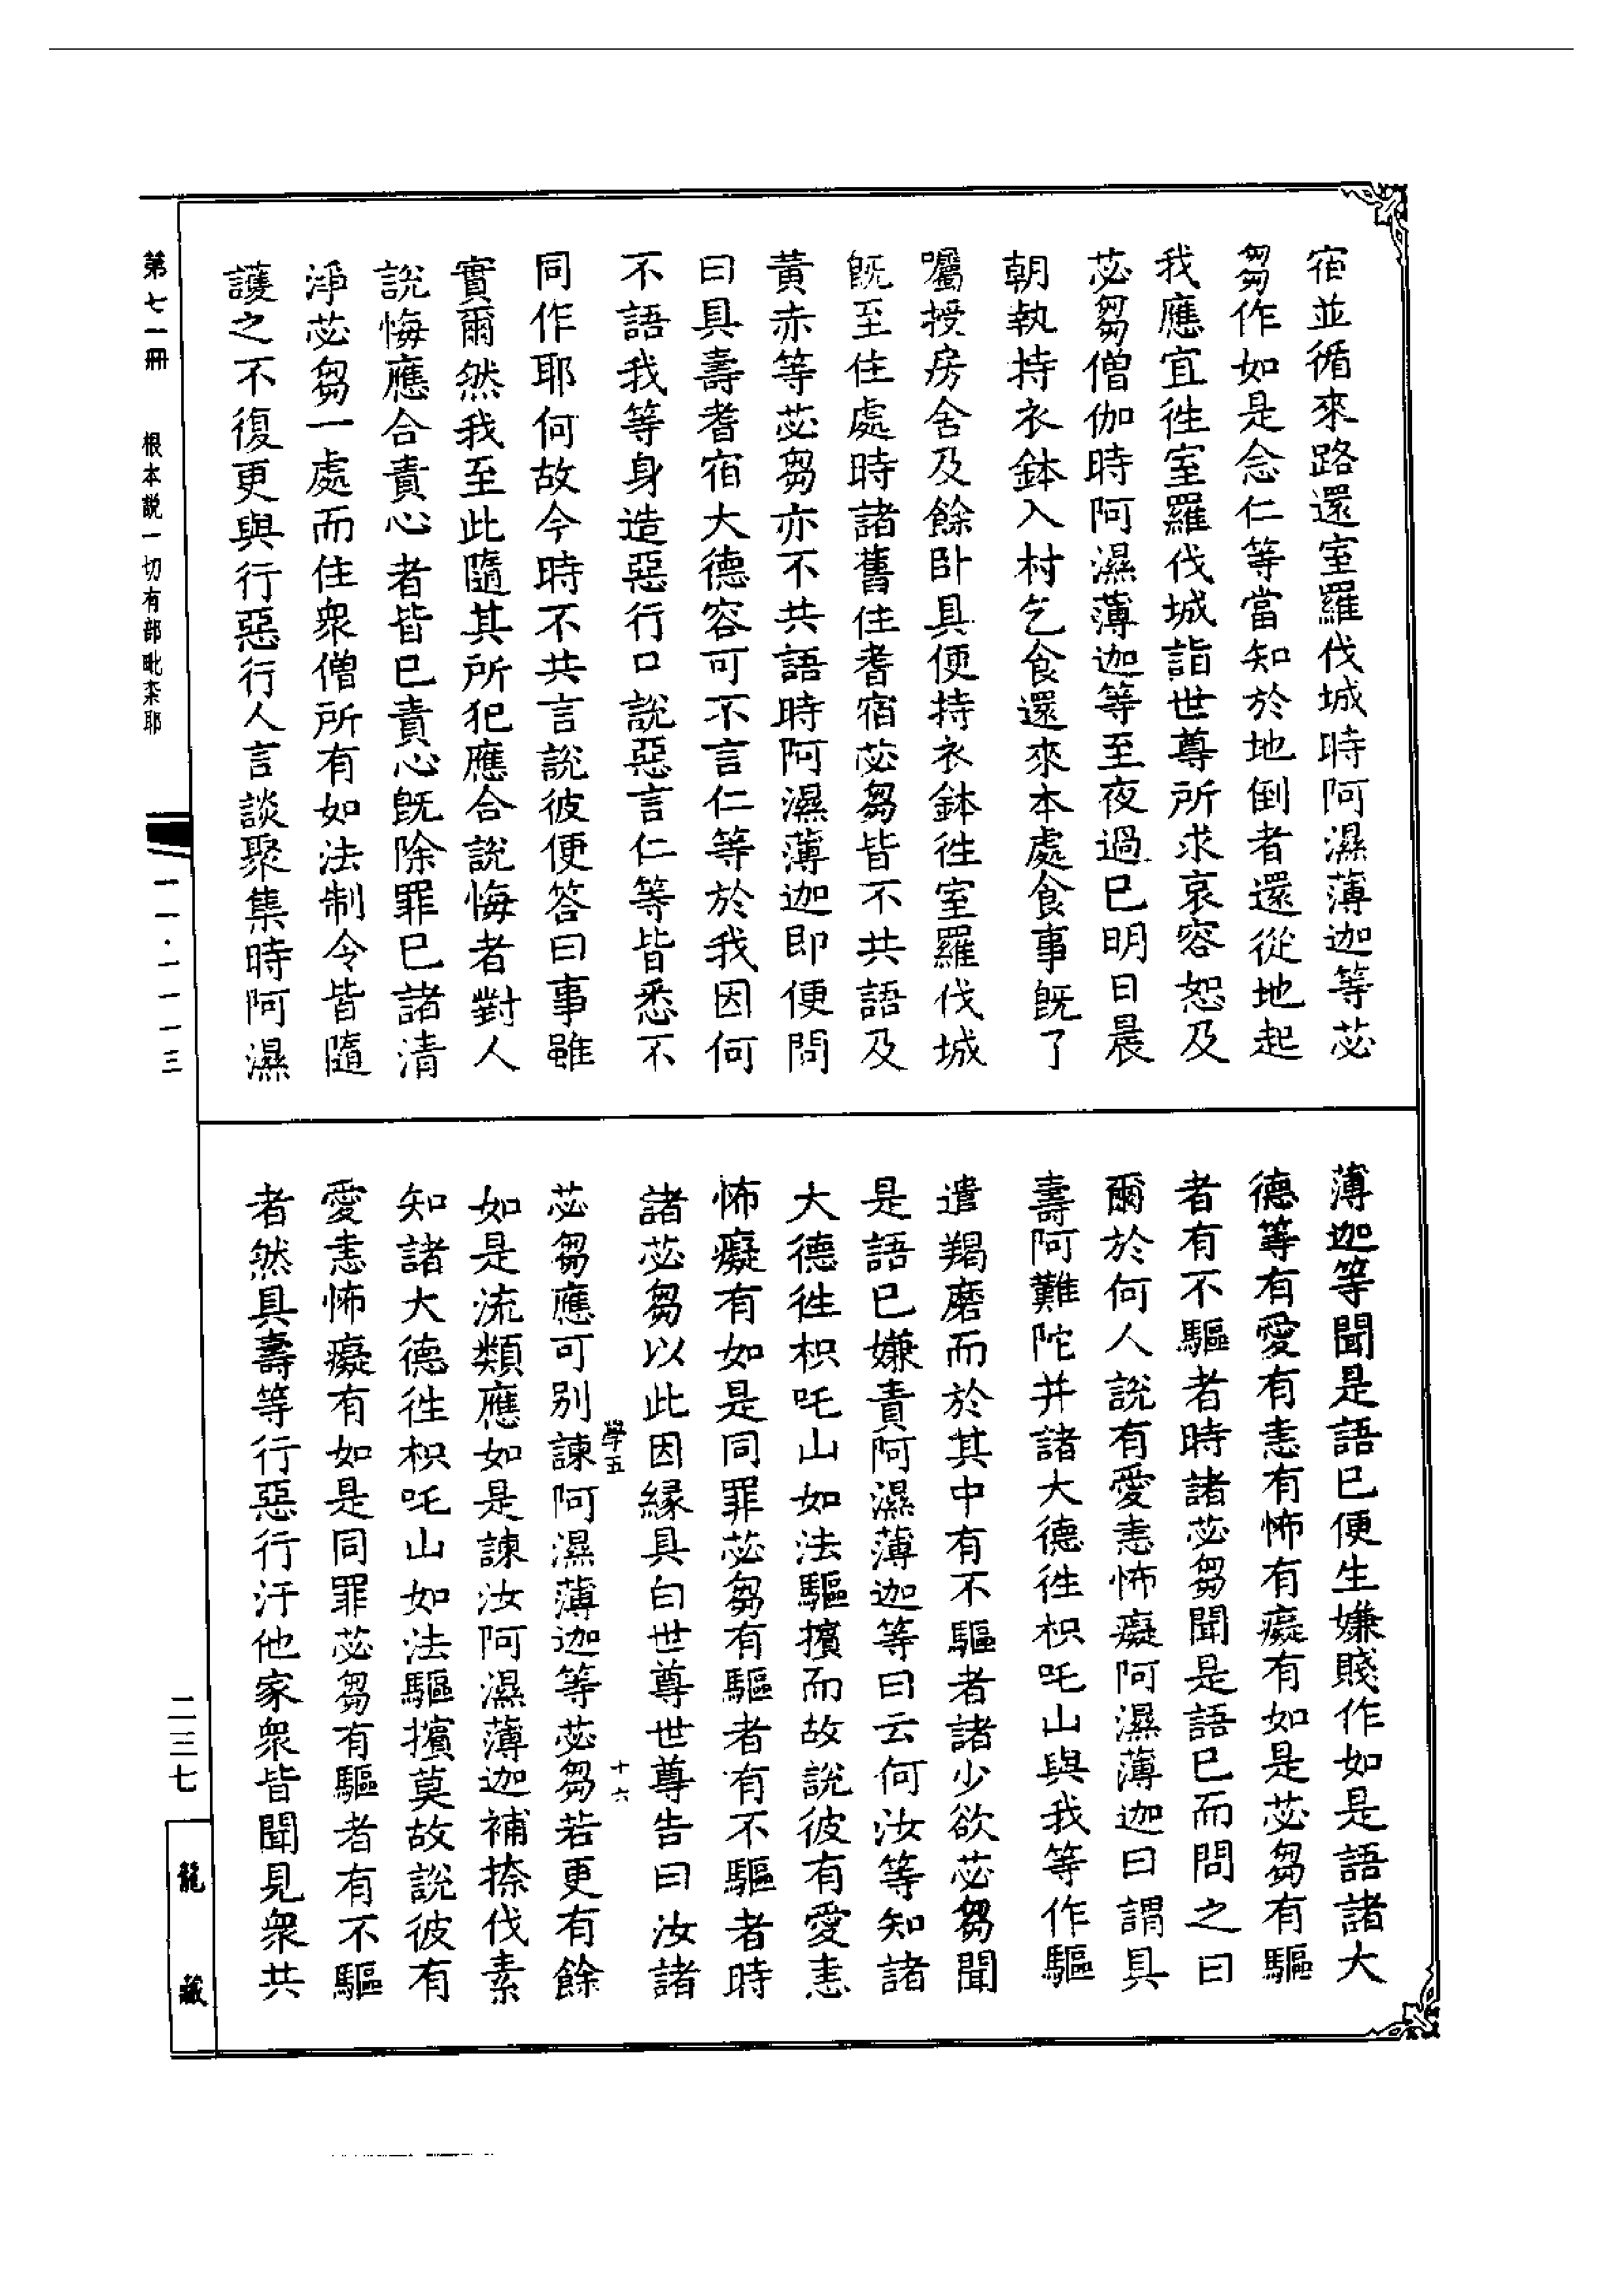 宿並循來路還室羅伐城時阿濕薄迦等苾
芻作如是念仁等當知於地倒者還從地起
我應宜徃室羅伐城詣世尊所求哀容恕及
苾芻僧伽時阿濕薄迦等至夜過已明日晨
朝執持衣鉢入村乞食還來本處食事旣了
囑授房舍及餘卧具便持衣鉢徃室羅伐城
旣至住處時諸舊住耆宿苾芻皆不共語及
黃赤等苾芻亦不共語時阿濕薄迦即便問
曰具壽耆宿大德容可不言仁等於我因何
不語我等身造惡行口說惡言仁等皆悉不
同作耶何故今時不共言說彼便答曰事雖
實爾然我至此隨其所犯應合說悔者對人
說悔應合責心者皆已責心旣除罪已諸清
淨苾芻一處而住衆僧所有如法制令皆隨
護之不復更與行惡行人言談聚集時阿濕
薄迦等聞是語已便生嫌賤作如是語諸大
德等有愛有恚有怖有癡有如是苾芻有驅
者有不驅者時諸苾芻聞是語已而問之曰
爾於何人說有愛恚怖癡阿濕薄迦曰謂具
壽阿難陀并諸大德徃枳吒山與我等作驅
遣羯磨而於其中有不驅者諸少欲苾芻聞
是語已嫌責阿濕薄迦等曰云何汝等知諸
大德徃枳吒山如法驅擯而故說彼有愛恚
怖癡有如是同罪苾芻有驅者有不驅者時
諸苾芻以此因緣具白世尊世尊告曰汝諸
學五 十六
苾芻應可別諫阿濕薄迦等苾芻若更有餘
如是流類應如是諫汝阿濕薄迦補捺伐素
知諸大德徃枳吒山如法驅擯莫故說彼有
愛恚怖癡有如是同罪苾芻有驅者有不驅
者然具壽等行惡行汙他家衆皆聞見衆共
第七一冊 根本説一切有部毗柰耶
一一·一一一三
二三七
龍藏